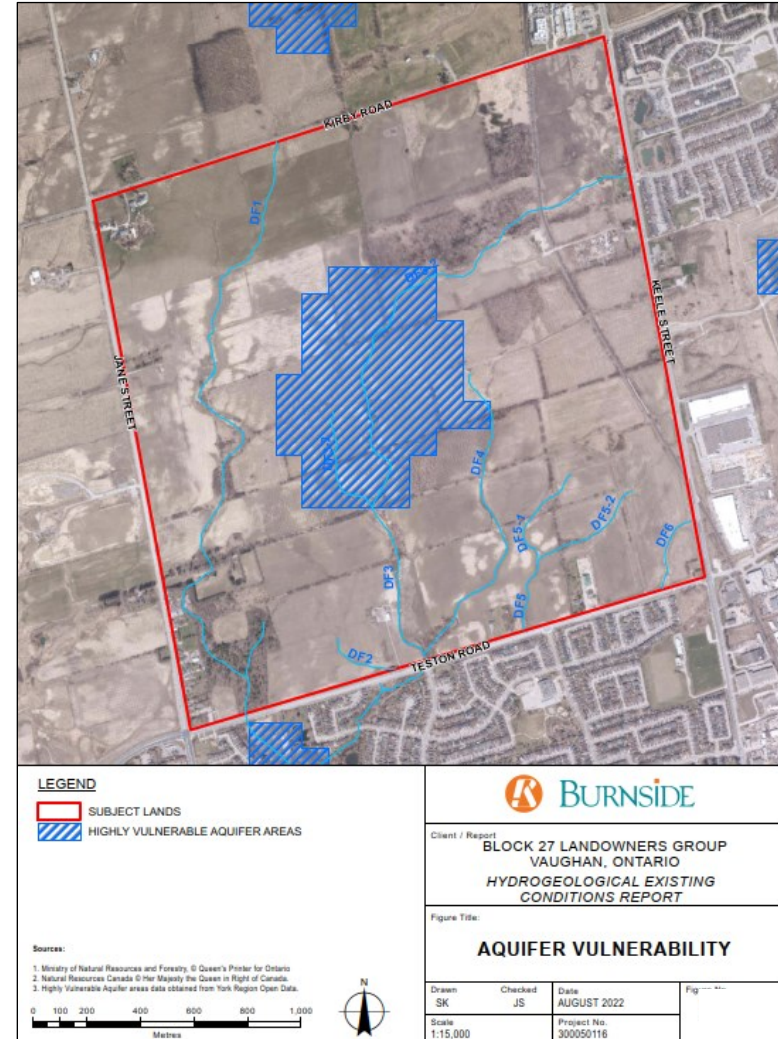 KIRBY ROAD
DF1
KEELE STREET
JANE STREET
DF4
DF5-1
DF5-2
DF6
DF3
DF5
DF2
TESTON ROAD
LEGEND
SUBJECT LANDS
HIGHLY VULNERABLE AQUIFER AREAS
Sources:
1. Ministry of Natural Resources and Forestry, © Queen's Printer for Ontario
2. Natural Resources Canada © Her Majesty the Queen in Right of Canada.
3. Highly Vulnerable Aquifer areas data obtained from York Region Open Data.
0 100 200 400 600 800 1,000
Metres
N
BURNSIDE
Client / Report
BLOCK 27 LANDOWNERS GROUP
VAUGHAN, ONTARIO
HYDROGEOLOGICAL EXISTING
CONDITIONS REPORT
Figure Title:
AQUIFER VULNERABILITY
Drawn Checked Date
SK JS AUGUST 2022
Scale Project No.
1:15,000 300050116